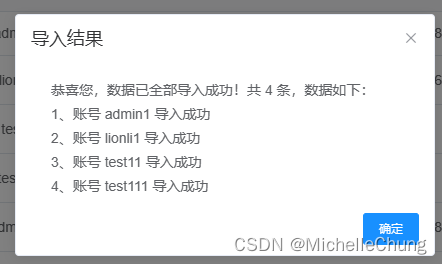 导入结果
恭喜您，数据已全部导入成功！共 4 条，数据如下：
1、账号 admin1 导入成功
2、账号 lionli1 导入成功
3、账号 test11 导入成功
4、账号 test111 导入成功
确定
CSDN @MichelleChung